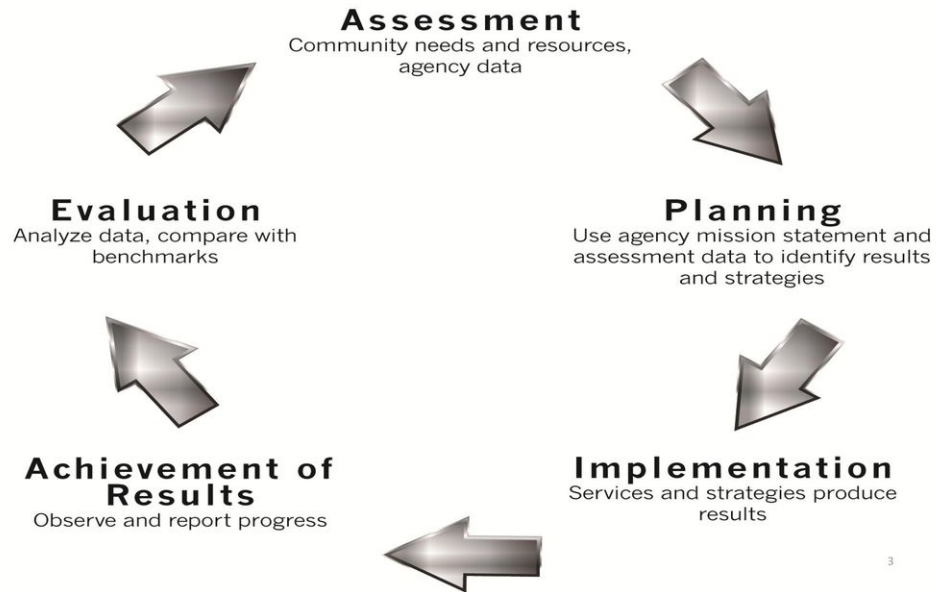 Assessment
Community needs and resources,
agency data
Evaluation
Analyze data, compare with
benchmarks
Planning
Use agency mission statement and
assessment data to identify results
and strategies
Achievement of
Results
Observe and report progress
Implementation
Services and strategies produce
results
3